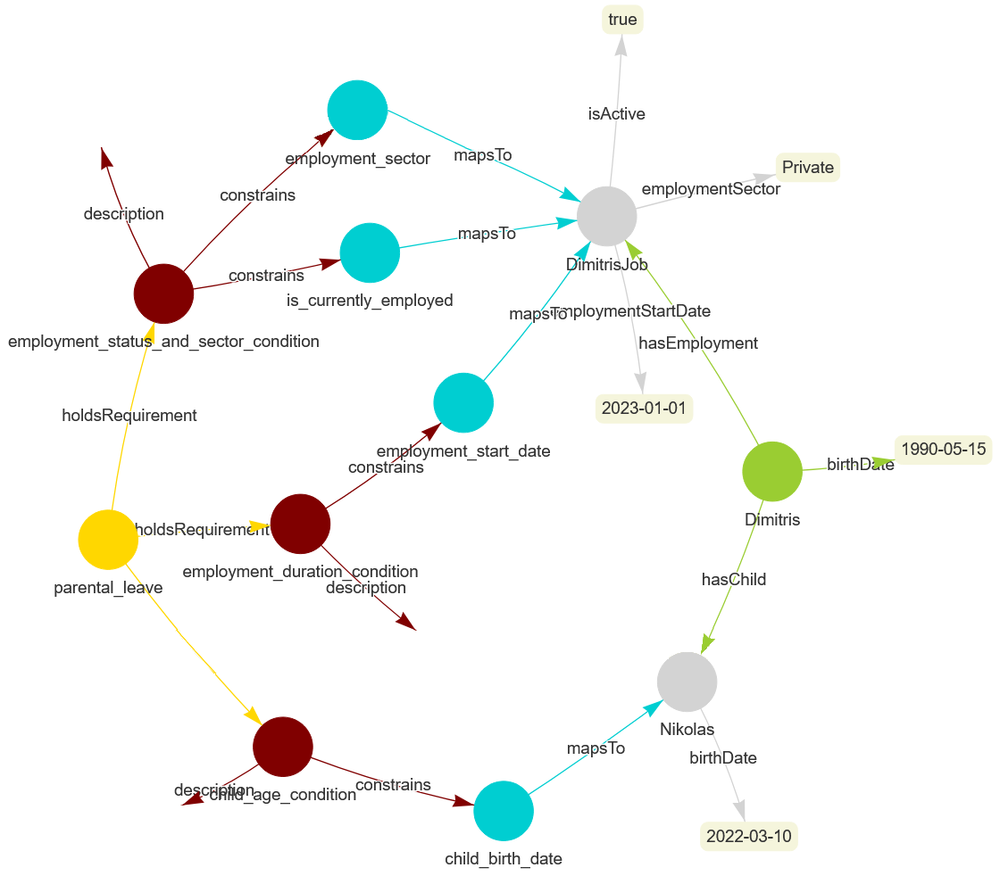 true
isActive
employment_sector
mapsTo
Private
employmentSector
constrains
description
mapsTo
DimitrisJob
constrains
is_currently_employed
mapsTo
employmentStartDate
employment_status_and_sector_condition
hasEmployment
2023-01-01
holdsRequirement
employment_start_date
constrains
1990-05-15
birthDate
Dimitris
holdsRequirement
employment_duration_condition
description
parental_leave
hasChild
Nikolas
mapsTo
birthDate
description
child_age_condition
constrains
2022-03-10
child_birth_date